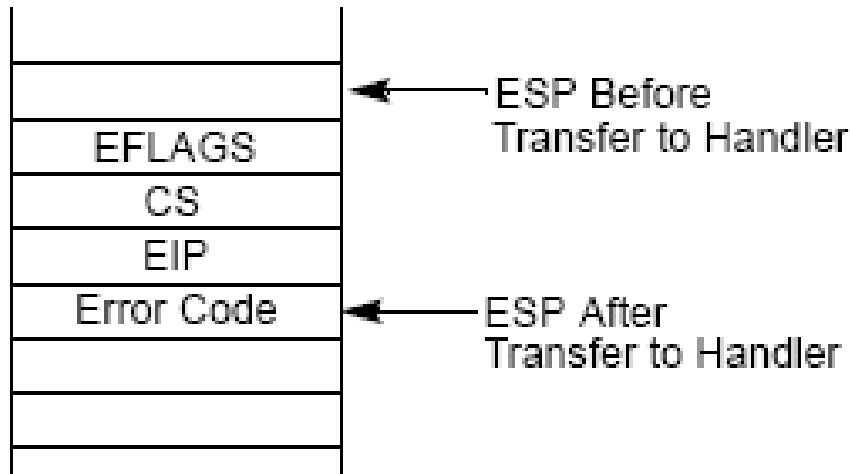 ESP Before
Transfer to Handler
EFLAGS
CS
EIP
Error Code
ESP After
Transfer to Handler